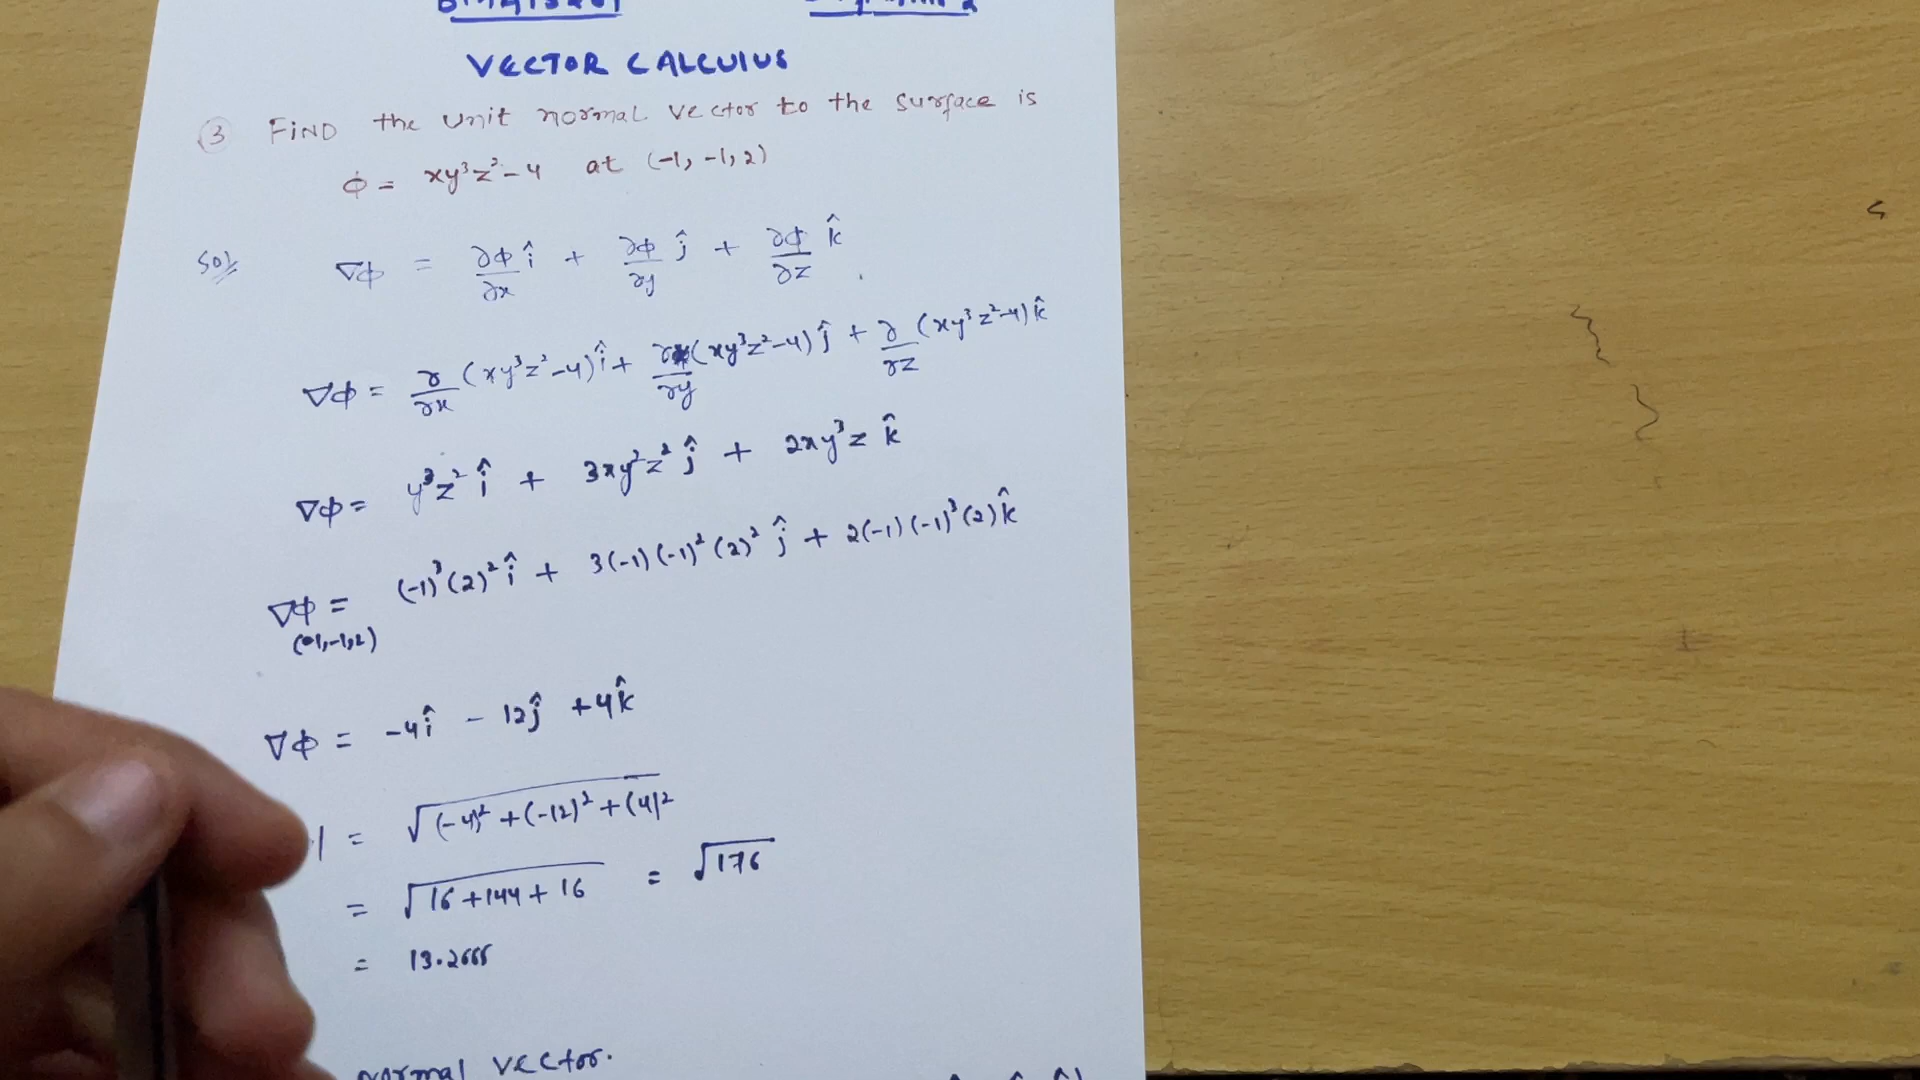 VECTOR CALCULUS
③ FIND the unit normal vector to the surface is
ϕ = xy³z²-4 at (-1, -1, 2)
Sol
∇ϕ = ∂ϕ/∂x î + ∂ϕ/∂y ĵ + ∂ϕ/∂z k̂
∇ϕ = ∂/∂x (xy³z²-4) î + ∂/∂y (xy³z²-4) ĵ + ∂/∂z (xy³z²-4) k̂
∇ϕ = y³z² î + 3xy²z² ĵ + 2xy³z k̂
∇ϕ = (-1)³(2)² î + 3(-1)(-1)²(2)² ĵ + 2(-1)(-1)³(2) k̂
(-1,-1,2)
∇ϕ = -4î - 12ĵ + 4k̂
| = √(-4)² + (-12)² + (4)²
= √16+144+16 = √176
= 13.2665
normal vector.